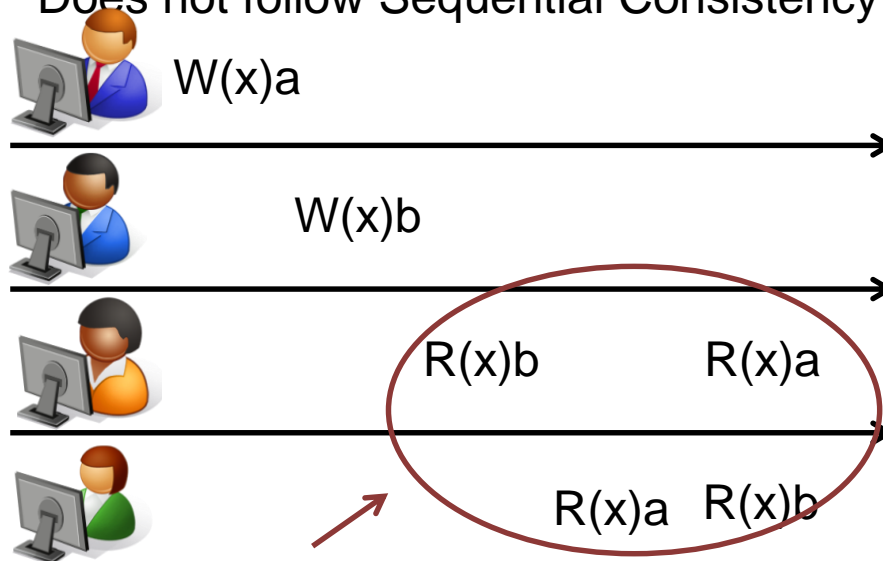 Does not follow Sequential Consistency
W(x)a
W(x)b
R(x)b R(x)a
R(x)a R(x)b